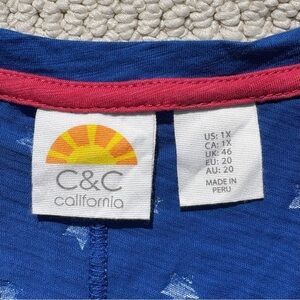 C&C
california
US: 1X
CA: 1X
UK: 46
EU: 20
AU: 20
MADE IN
PERU